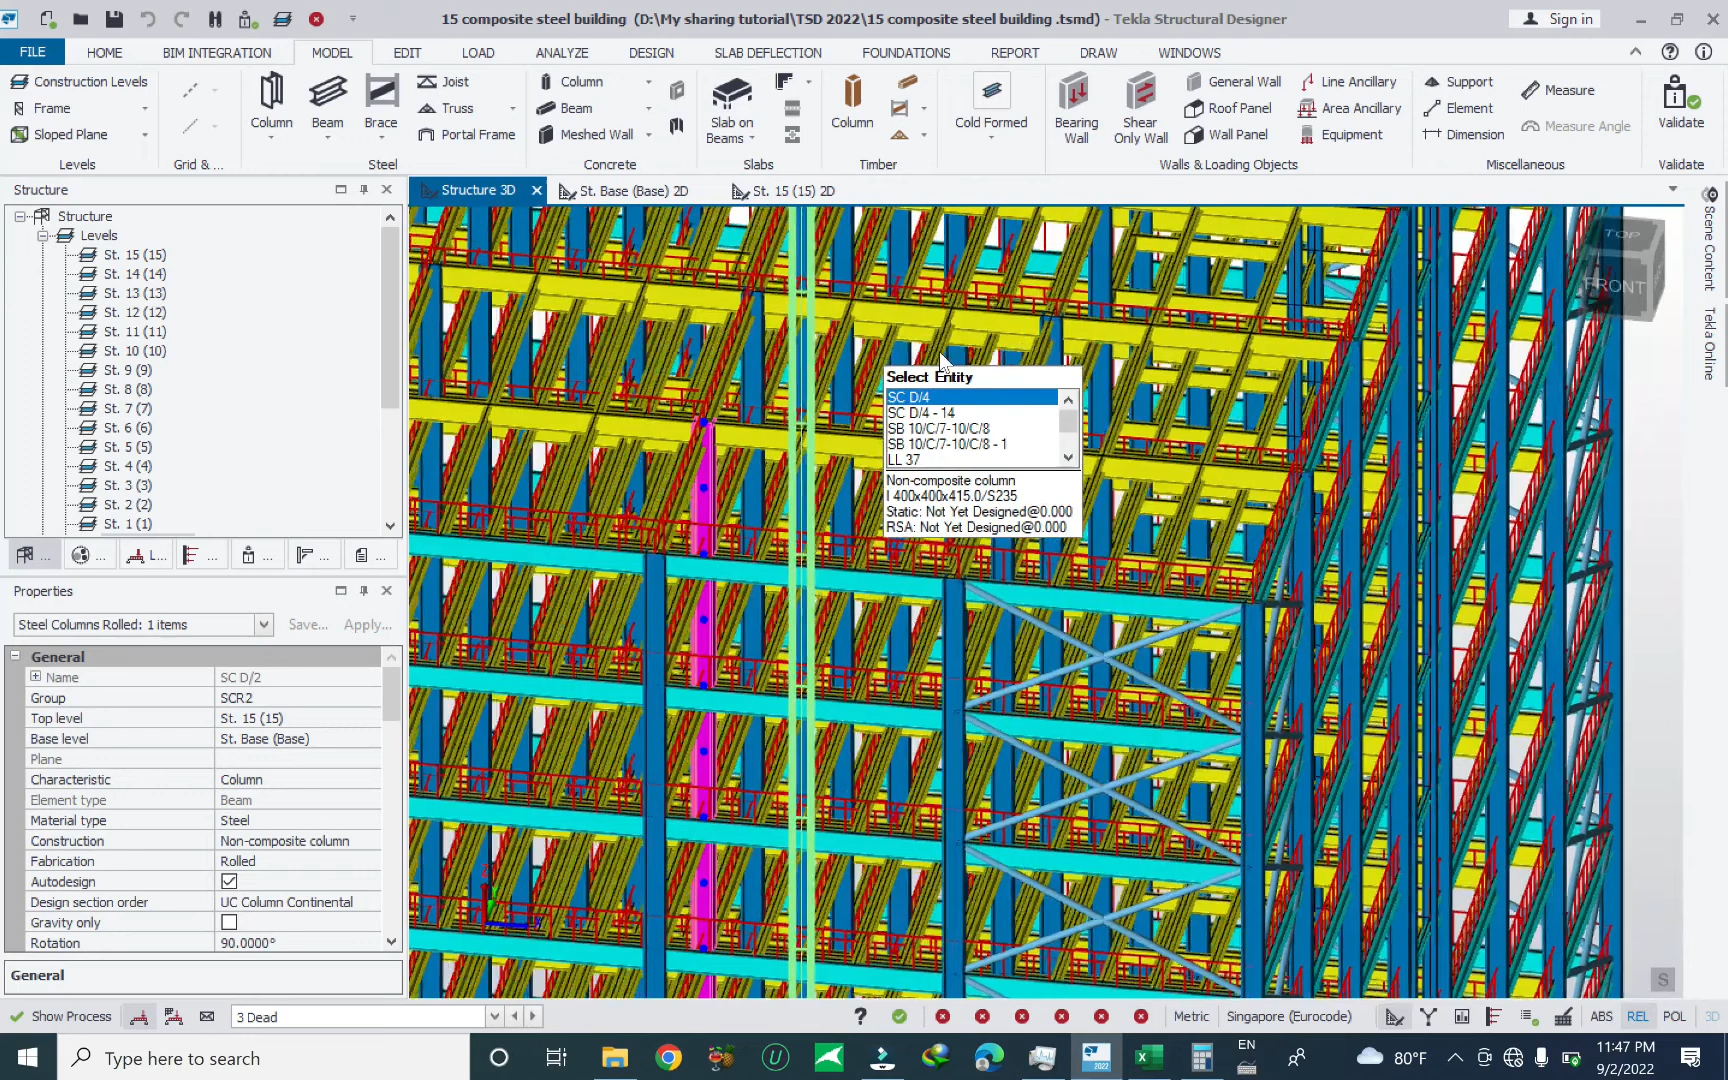 15 composite steel building  (D:\My sharing tutorial\TSD 2022\15 composite steel building .tsmd) - Tekla Structural Designer
Sign in
FILE HOME BIM INTEGRATION MODEL EDIT LOAD ANALYZE DESIGN SLAB DEFLECTION FOUNDATIONS REPORT DRAW WINDOWS
Construction Levels
Frame
Sloped Plane
Levels
Grid & ...
Column
Beam
Brace
Joist
Truss
Portal Frame
Steel
Column
Beam
Meshed Wall
Concrete
Slab on
Beams
Slabs
Column
Timber
Cold Formed
Bearing
Wall
Shear
Only Wall
General Wall
Roof Panel
Wall Panel
Line Ancillary
Area Ancillary
Equipment
Walls & Loading Objects
Support
Element
Dimension
Measure
Measure Angle
Miscellaneous
Validate
Validate
Structure
Structure
Levels
St. 15 (15)
St. 14 (14)
St. 13 (13)
St. 12 (12)
St. 11 (11)
St. 10 (10)
St. 9 (9)
St. 8 (8)
St. 7 (7)
St. 6 (6)
St. 5 (5)
St. 4 (4)
St. 3 (3)
St. 2 (2)
St. 1 (1)
... ... L... ... ... ... ...
Structure 3D
St. Base (Base) 2D
St. 15 (15) 2D
TOP
FRONT
Scene Content
Tekla Online
Select Entity
SC D/4
SC D/4 - 14
SB 10/C/7-10/C/8
SB 10/C/7-10/C/8 - 1
LL 37
Non-composite column
I 400x400x415.0/S235
Static: Not Yet Designed@0.000
RSA: Not Yet Designed@0.000
Z
S
Properties
Steel Columns Rolled: 1 items
Save...
Apply...
General
Name SC D/2
Group SCR2
Top level St. 15 (15)
Base level St. Base (Base)
Plane
Characteristic Column
Element type Beam
Material type Steel
Construction Non-composite column
Fabrication Rolled
Autodesign
Design section order UC Column Continental
Gravity only
Rotation 90.0000°
General
Show Process
3 Dead
Metric
Singapore (Eurocode)
ABS
REL
POL
3D
Type here to search
2022
EN
80°F
11:47 PM
9/2/2022